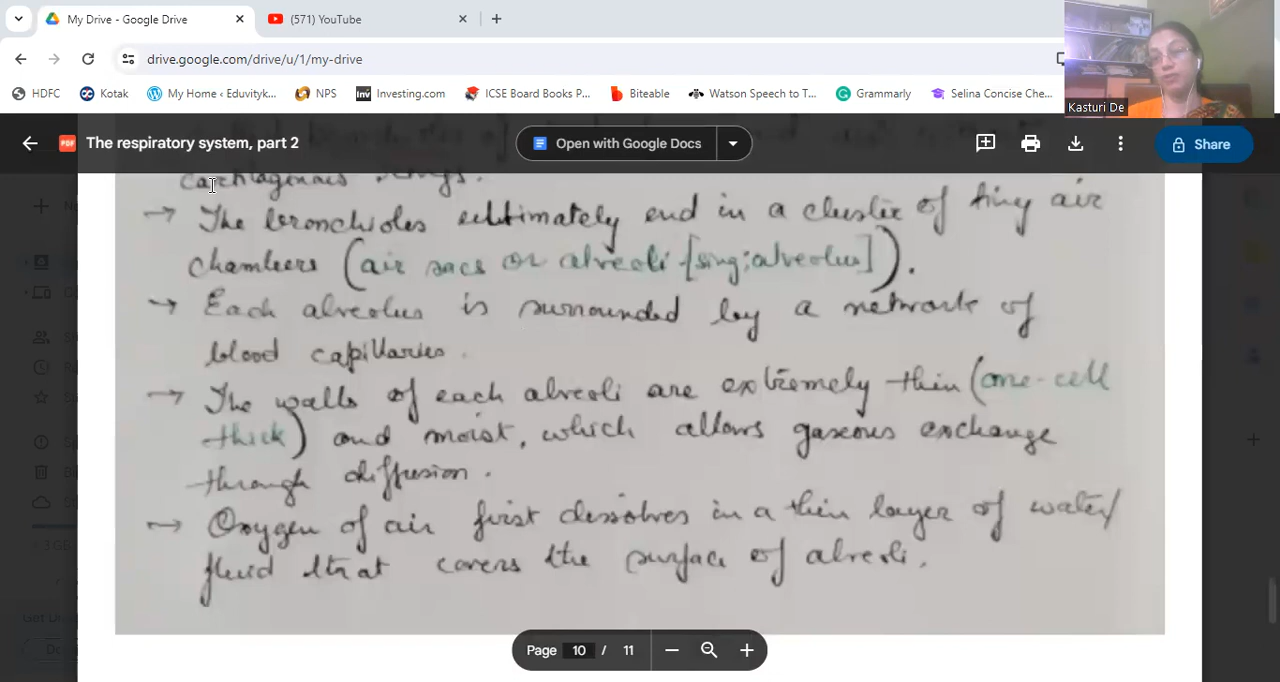 My Drive - Google Drive
(571) YouTube
drive.google.com/drive/u/1/my-drive
HDFC
Kotak
My Home ‹ Eduvityk...
NPS
Investing.com
ICSE Board Books P...
Biteable
Watson Speech to T...
Grammarly
Selina Concise Che...
Kasturi De
PDF
The respiratory system, part 2
Open with Google Docs
Share
cartilaginous rings.
→ The bronchioles ultimately end in a cluster of tiny air
chambers (air sacs or alveoli [sing; alveolus]).
→ Each alveolus is surrounded by a network of
blood capillaries.
→ The walls of each alveoli are extremely thin (one-cell
thick) and moist, which allows gaseous exchange
through diffusion.
→ Oxygen of air first dissolves in a thin layer of water/
fluid that covers the surface of alveoli.
Page 10 / 11